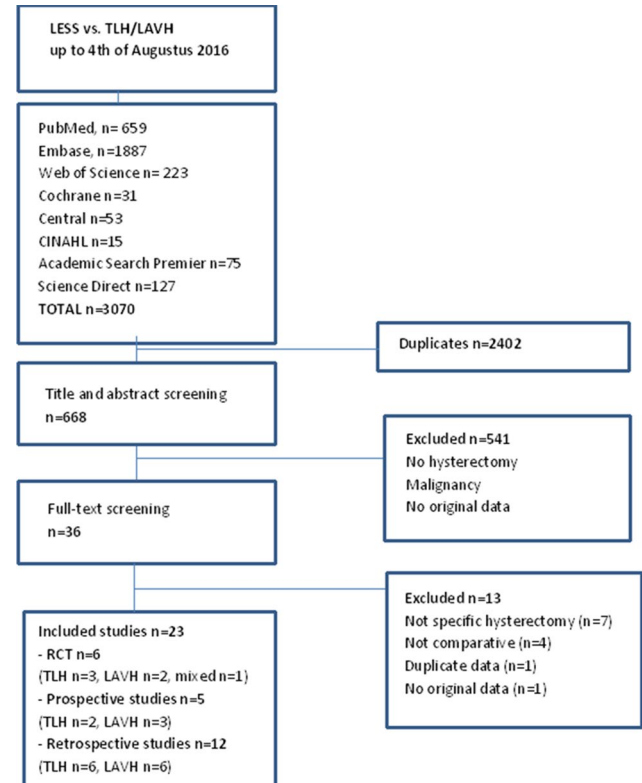 LESS vs. TLH/LAVH
up to 4th of Augustus 2016
PubMed, n= 659
Embase, n=1887
Web of Science n= 223
Cochrane n=31
Central n=53
CINAHL n=15
Academic Search Premier n=75
Science Direct n=127
TOTAL n=3070
Duplicates n=2402
Title and abstract screening
n=668
Excluded n=541
No hysterectomy
Malignancy
No original data
Full-text screening
n=36
Excluded n=13
Not specific hysterectomy (n=7)
Not comparative (n=4)
Duplicate data (n=1)
No original data (n=1)
Included studies n=23
- RCT n=6
(TLH n=3, LAVH n=2, mixed n=1)
- Prospective studies n=5
(TLH n=2, LAVH n=3)
- Retrospective studies n=12
(TLH n=6, LAVH n=6)